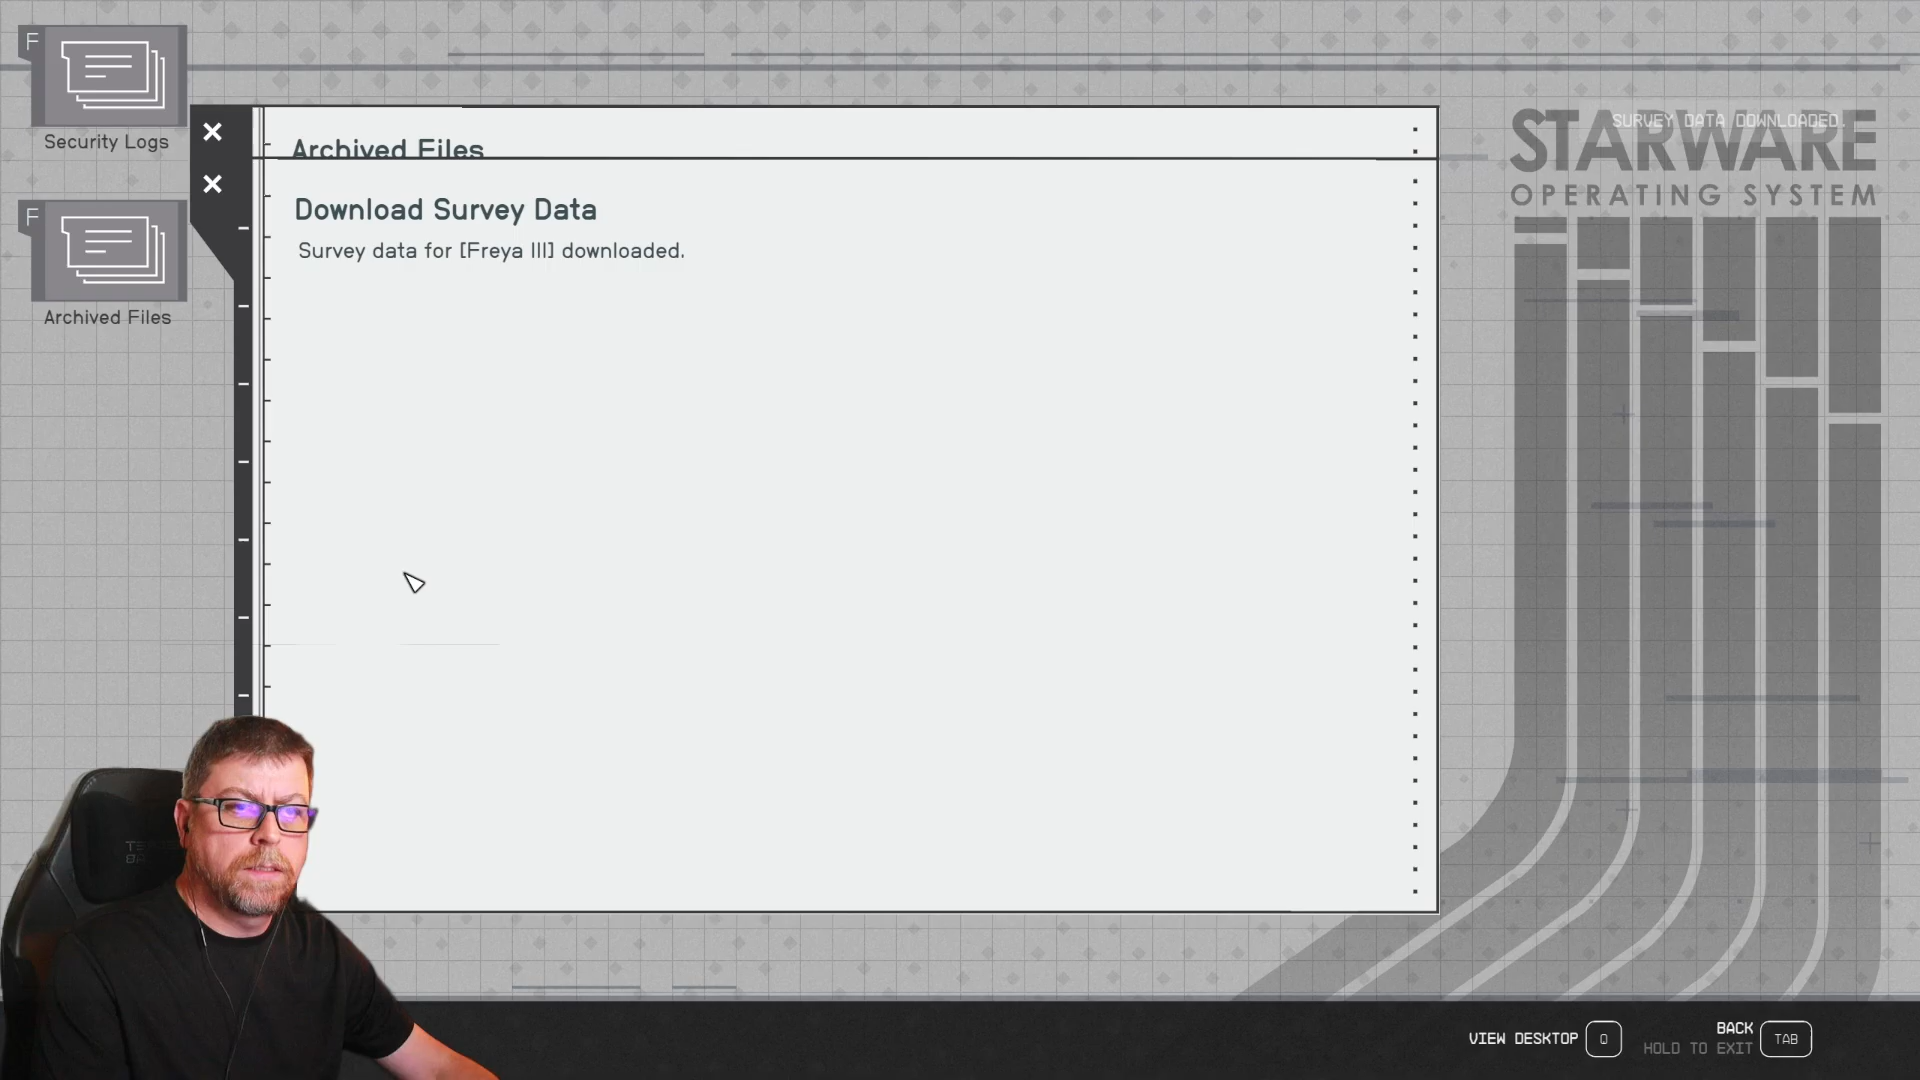 F
Security Logs
F
Archived Files
Archived Files
Download Survey Data
Survey data for [Freya III] downloaded.
SURVEY DATA DOWNLOADED.
STARWARE
OPERATING SYSTEM
VIEW DESKTOP Q
BACK
HOLD TO EXIT
TAB